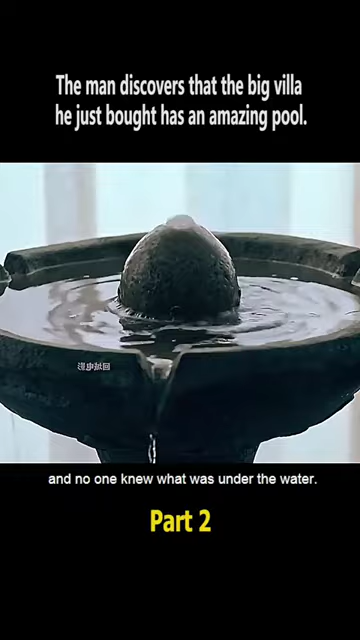 The man discovers that the big villa
he just bought has an amazing pool.
and no one knew what was under the water.
Part 2